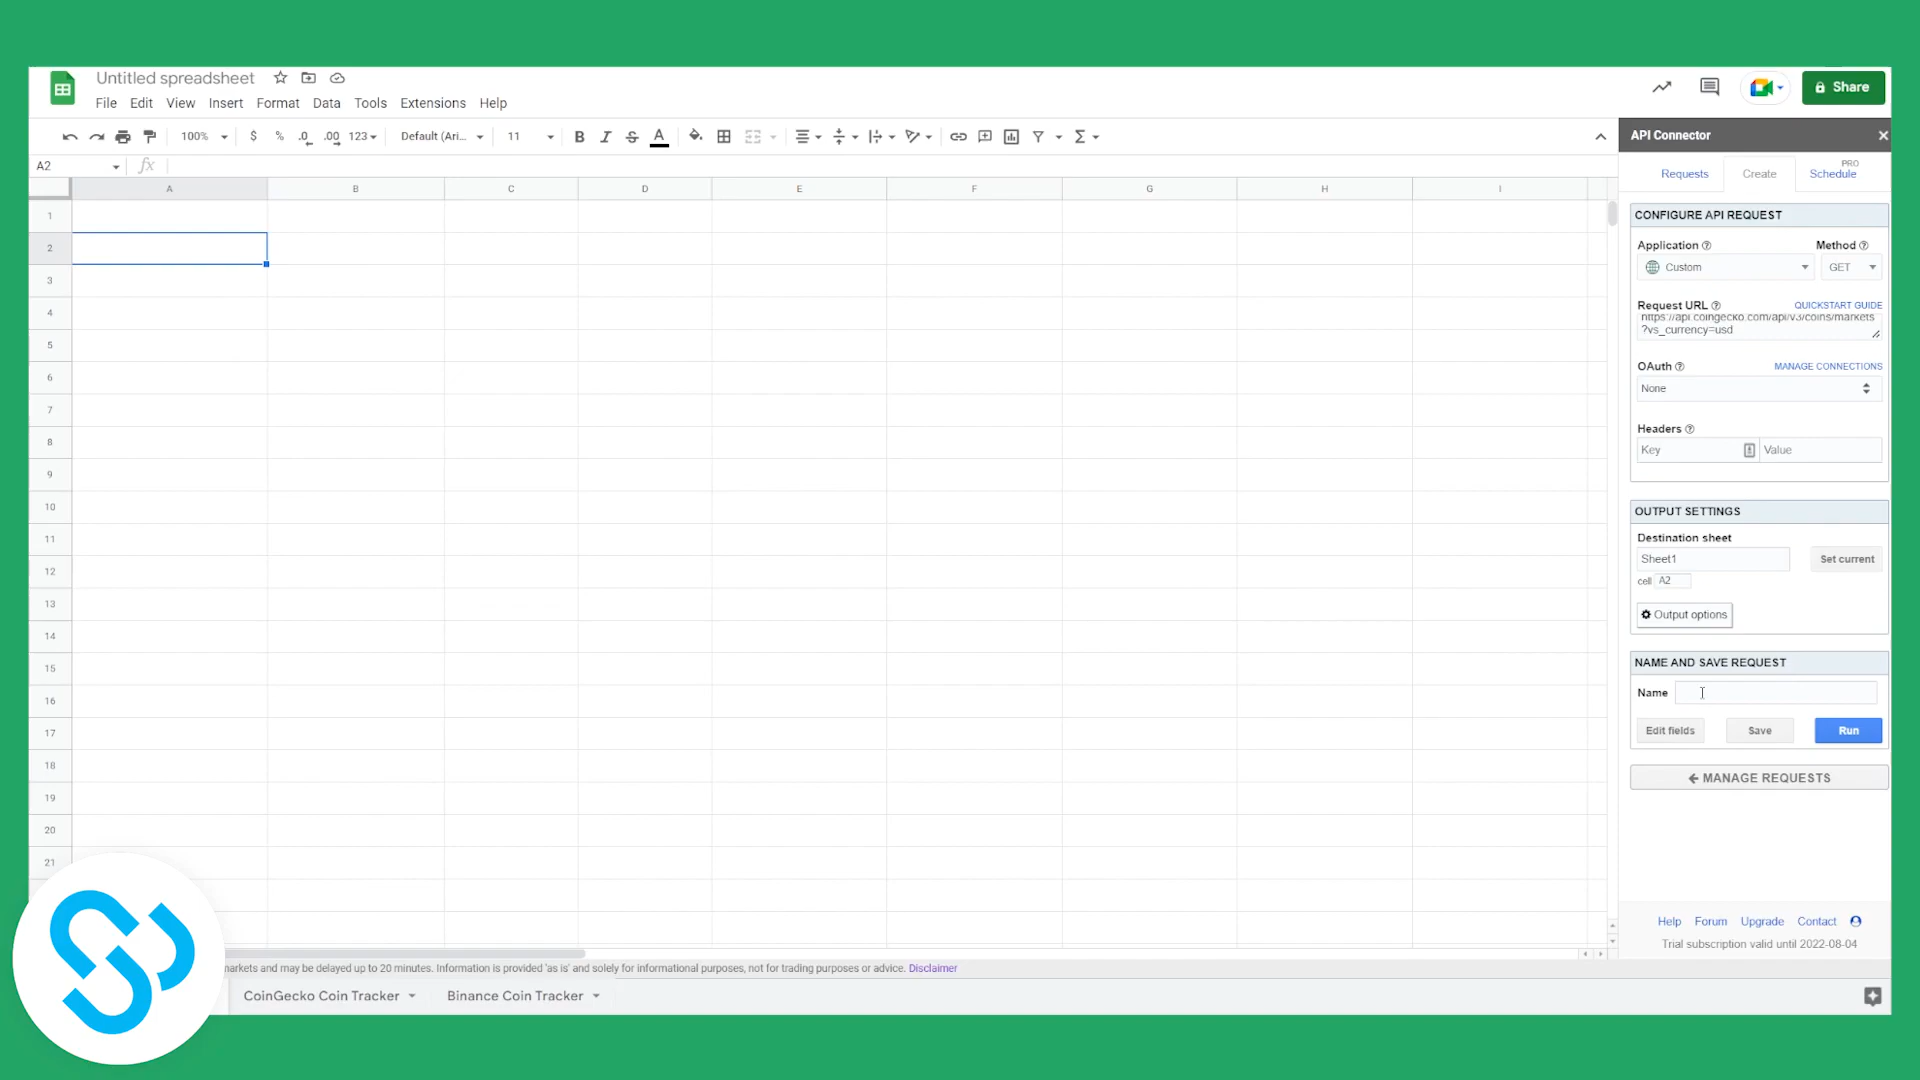 Untitled spreadsheet
File Edit View Insert Format Data Tools Extensions Help
Share
100% $ % .0 .00 123 Default (Ari... 11 B I S A Σ
A2 fx
A B C D E F G H I
1
2
3
4
5
6
7
8
9
10
11
12
13
14
15
16
17
18
19
20
21
API Connector
Requests Create Schedule
PRO
CONFIGURE API REQUEST
Application Method
Custom GET
Request URL QUICKSTART GUIDE
https://api.coingecko.com/api/v3/coins/markets
?vs_currency=usd
OAuth MANAGE CONNECTIONS
None
Headers
Key Value
OUTPUT SETTINGS
Destination sheet
Sheet1 Set current
cell A2
Output options
NAME AND SAVE REQUEST
Name
Edit fields Save Run
MANAGE REQUESTS
Help Forum Upgrade Contact
Trial subscription valid until 2022-08-04
markets and may be delayed up to 20 minutes. Information is provided 'as is' and solely for informational purposes, not for trading purposes or advice. Disclaimer
CoinGecko Coin Tracker Binance Coin Tracker